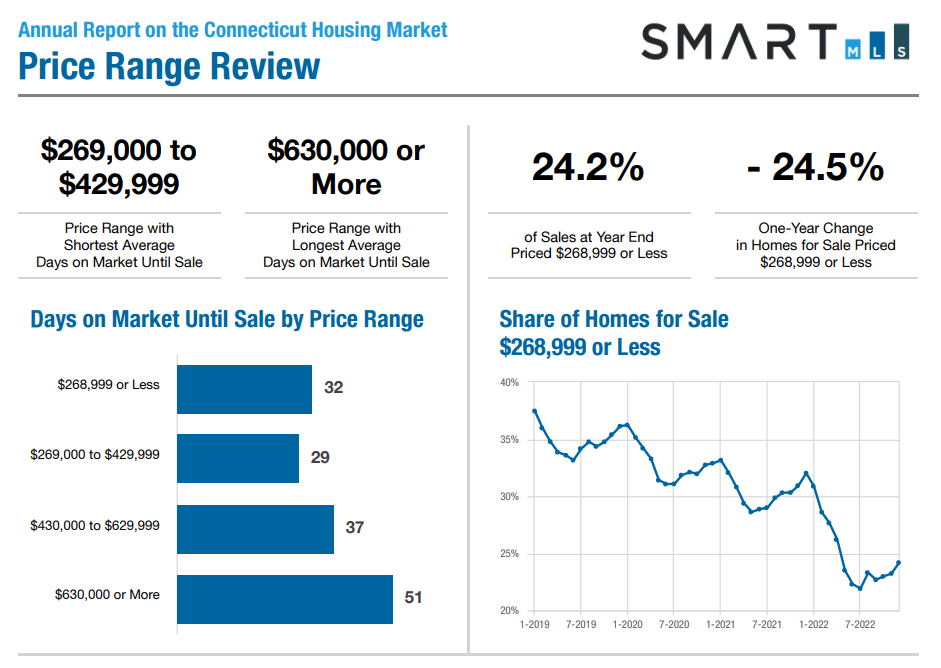 Annual Report on the Connecticut Housing Market
Price Range Review
SMART MLS
$269,000 to
$429,999
Price Range with
Shortest Average
Days on Market Until Sale
$630,000 or
More
Price Range with
Longest Average
Days on Market Until Sale
24.2%
of Sales at Year End
Priced $268,999 or Less
- 24.5%
One-Year Change
in Homes for Sale Priced
$268,999 or Less
Days on Market Until Sale by Price Range
$268,999 or Less 32
$269,000 to $429,999 29
$430,000 to $629,999 37
$630,000 or More 51
Share of Homes for Sale
$268,999 or Less
40%
35%
30%
25%
20%
1-2019 7-2019 1-2020 7-2020 1-2021 7-2021 1-2022 7-2022